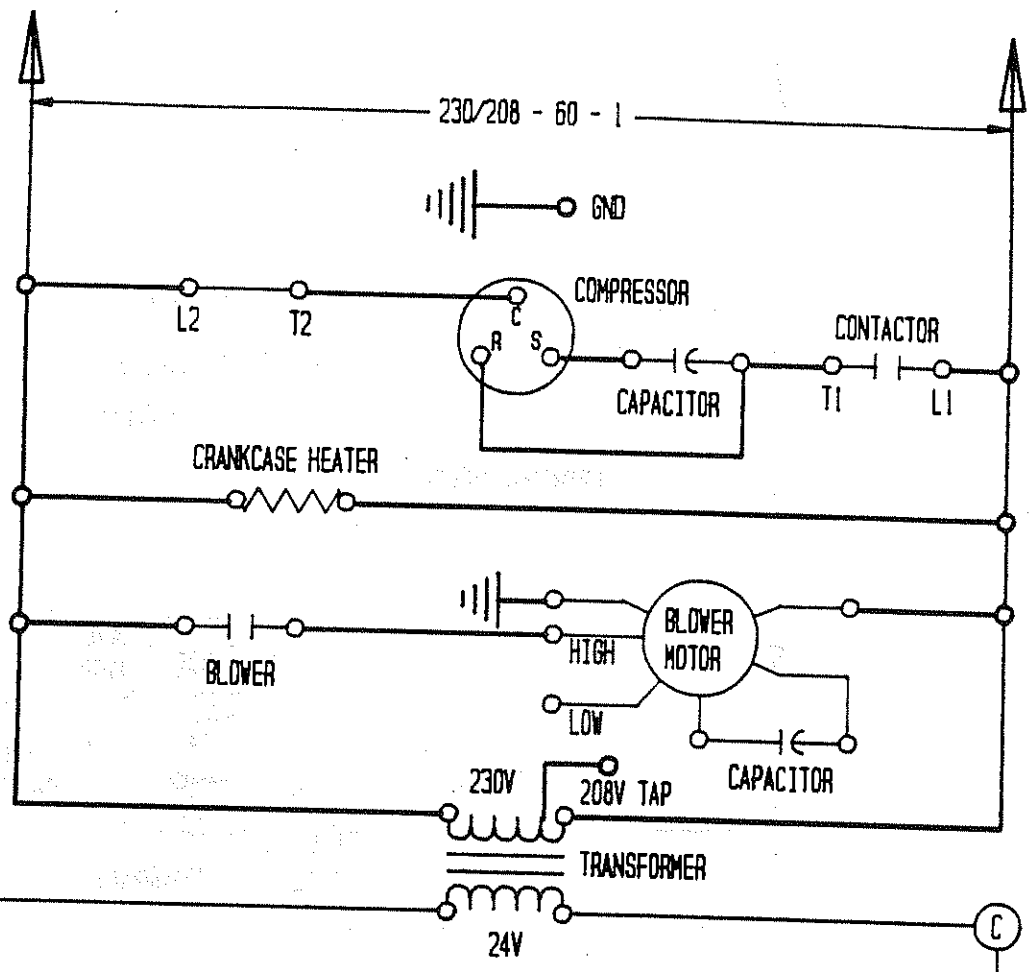 230/208 - 60 - 1
GND
COMPRESSOR
C
R S
L2
T2
CONTACTOR
CAPACITOR
T1
L1
CRANKCASE HEATER
BLOWER
MOTOR
HIGH
BLOWER
LOW
230V
208V TAP
CAPACITOR
TRANSFORMER
24V
C